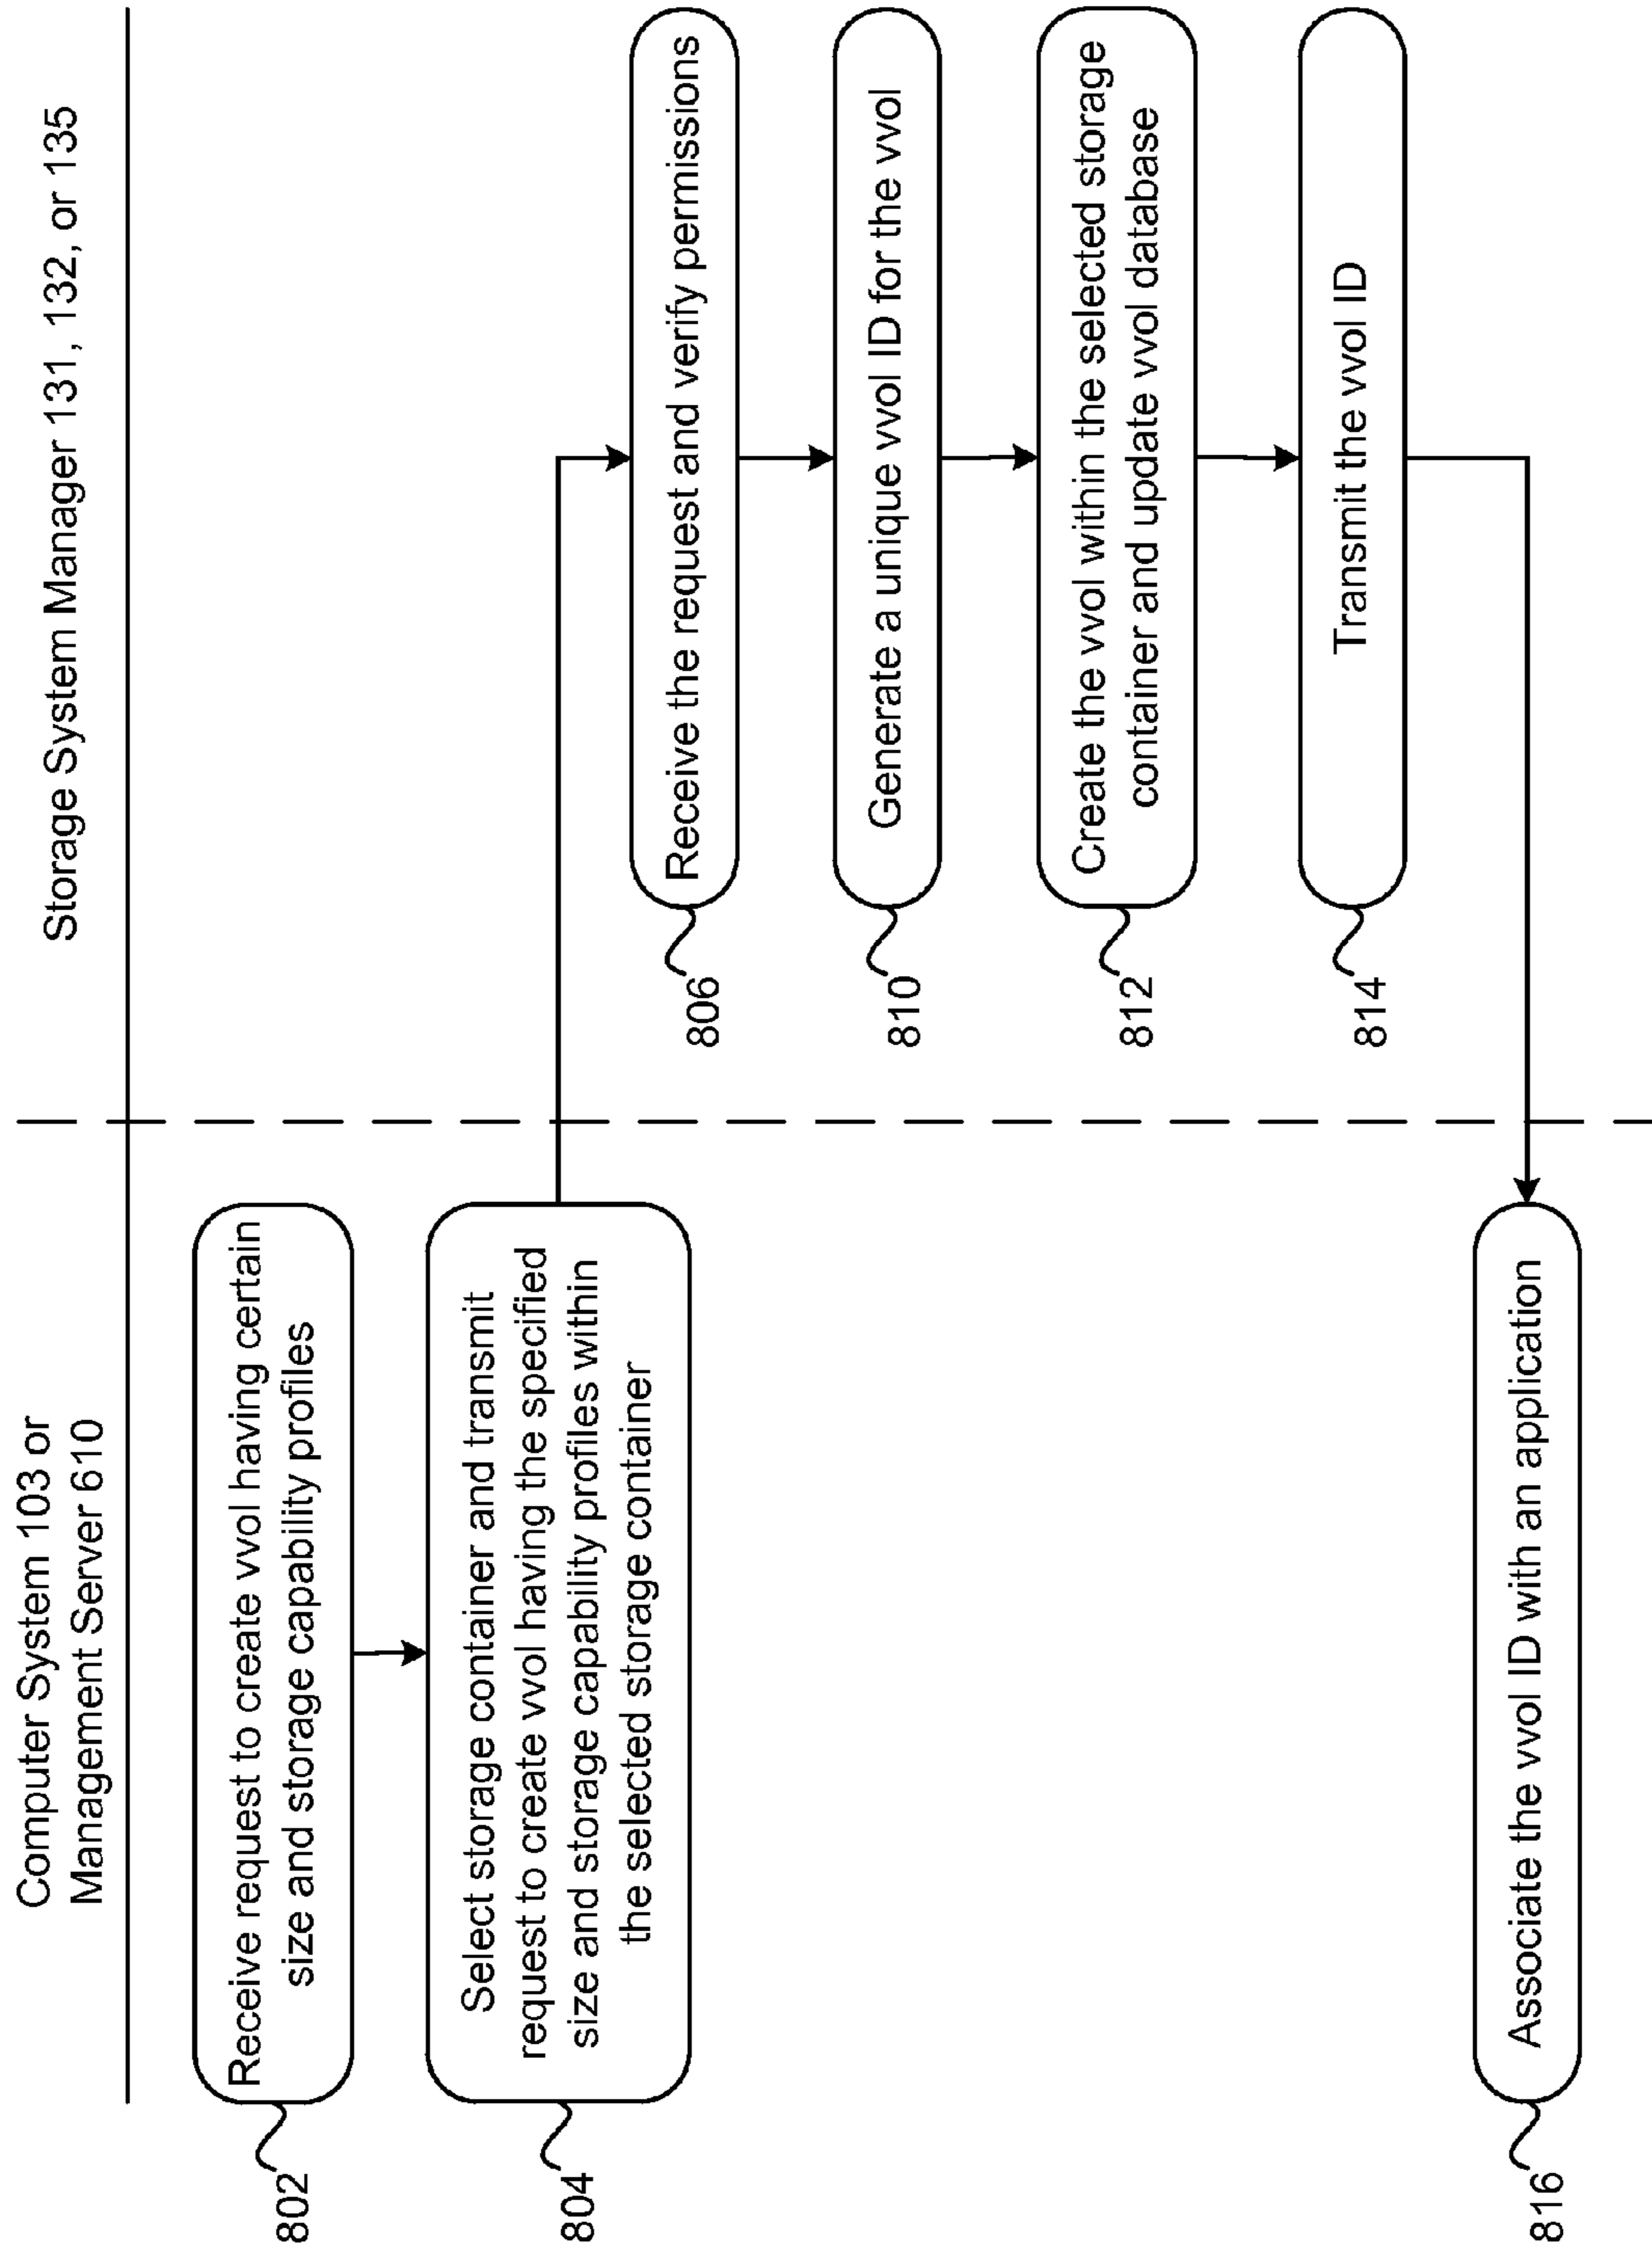 Computer System 103 or
Management Server 610
Storage System Manager 131, 132, or 135
802
Receive request to create vvol having certain
size and storage capability profiles
804
Select storage container and transmit
request to create vvol having the specified
size and storage capability profiles within
the selected storage container
806
Receive the request and verify permissions
810
Generate a unique vvol ID for the vvol
812
Create the vvol within the selected storage
container and update vvol database
814
Transmit the vvol ID
816
Associate the vvol ID with an application